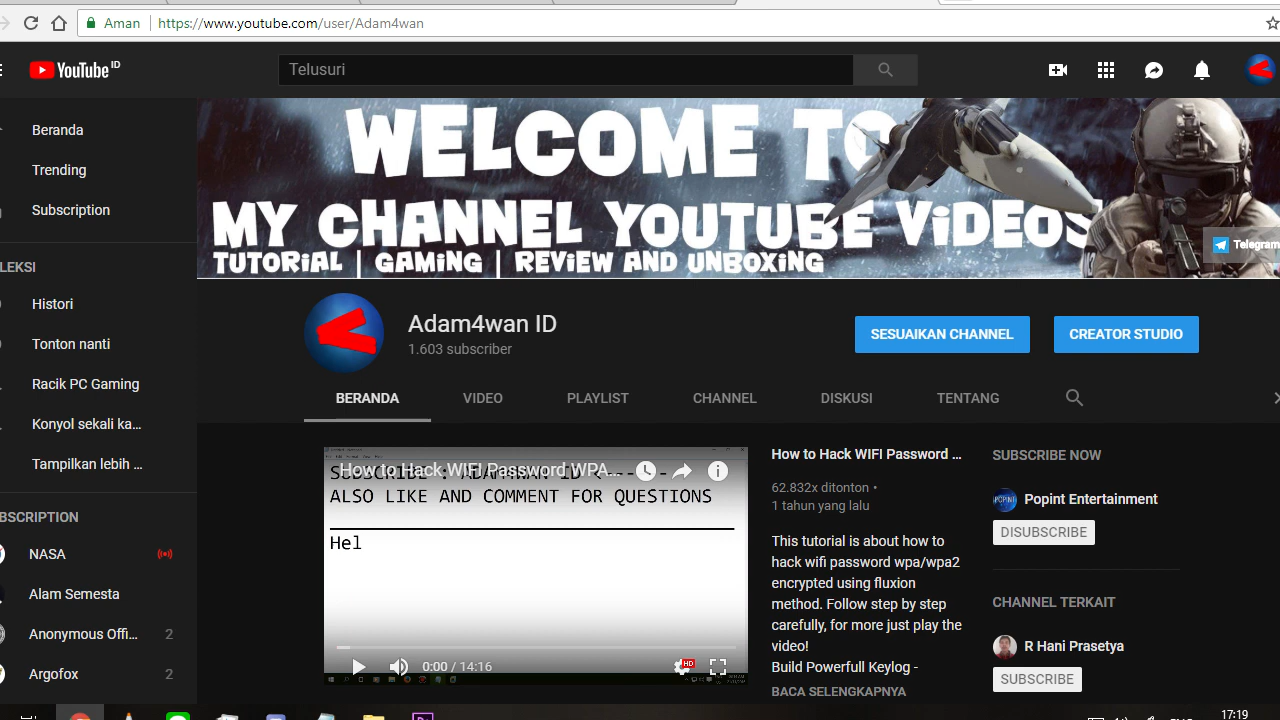 Aman
https://www.youtube.com/user/Adam4wan
YouTube ID
Telusuri
Beranda
Trending
Subscription
LEKSI
Histori
Tonton nanti
Racik PC Gaming
Konyol sekali ka...
Tampilkan lebih ...
BSCRIPTION
NASA
Alam Semesta
Anonymous Offi... 2
Argofox 2
WELCOME TO
MY CHANNEL YOUTUBE VIDEOS
TUTORIAL | GAMING | REVIEW AND UNBOXING
Telegram
Adam4wan ID
1.603 subscriber
SESUAIKAN CHANNEL
CREATOR STUDIO
BERANDA VIDEO PLAYLIST CHANNEL DISKUSI TENTANG
How to Hack WIFI Password WPA...
SUBSCRIBE : ADAM4WAN ID <------
ALSO LIKE AND COMMENT FOR QUESTIONS
Hel
0:00 / 14:16
HD
How to Hack WIFI Password ...
62.832x ditonton •
1 tahun yang lalu
This tutorial is about how to
hack wifi password wpa/wpa2
encrypted using fluxion
method. Follow step by step
carefully, for more just play the
video!
Build Powerfull Keylog -
BACA SELENGKAPNYA
SUBSCRIBE NOW
Popint Entertainment
DISUBSCRIBE
CHANNEL TERKAIT
R Hani Prasetya
SUBSCRIBE
17:19